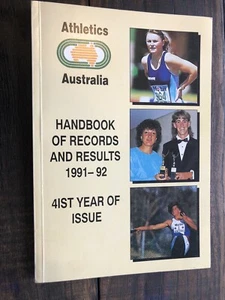 Athletics
Australia
HANDBOOK
OF RECORDS
AND RESULTS
1991-92
41ST YEAR OF
ISSUE